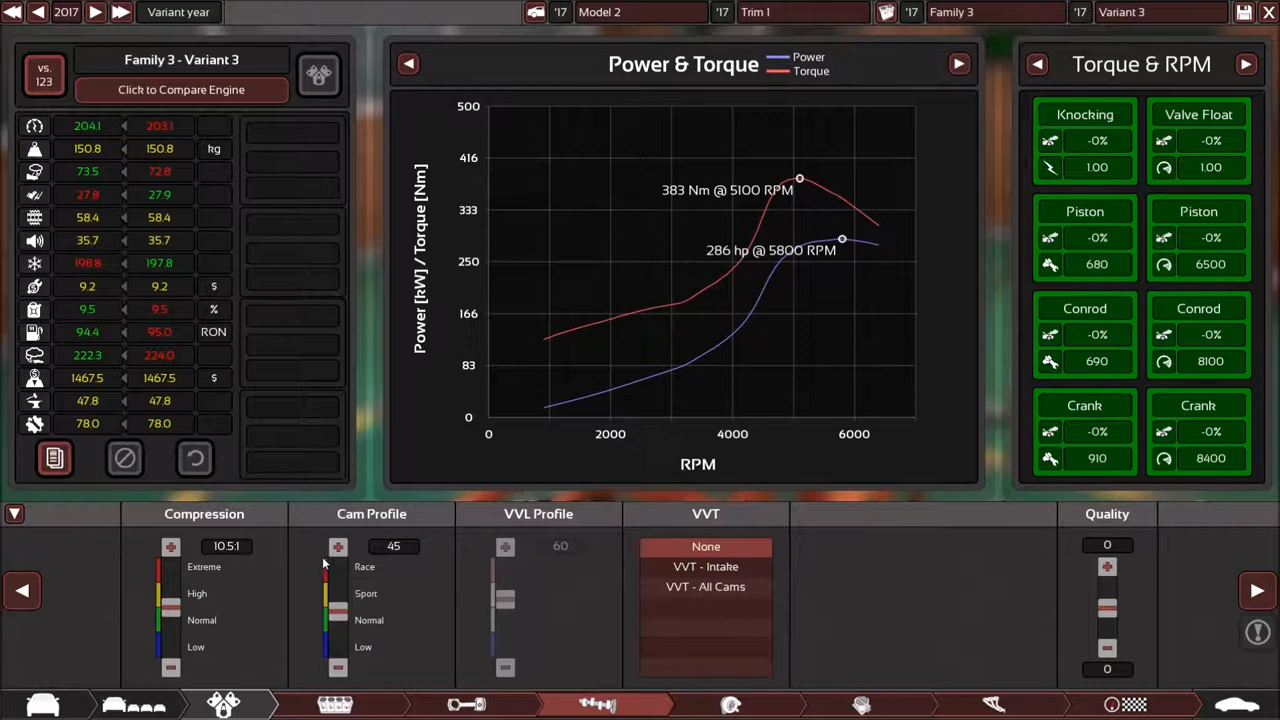 2017 Variant year '17 Model 2 '17 Trim 1 '17 Family 3 '17 Variant 3
vs. 123
Family 3 - Variant 3
Click to Compare Engine
204.1 203.1
150.8 150.8 kg
73.5 72.8
27.8 27.9
58.4 58.4
35.7 35.7
198.8 197.8
9.2 9.2 $
9.5 9.5 %
94.4 95.0 RON
222.3 224.0
1467.5 1467.5 $
47.8 47.8
78.0 78.0
Power & Torque
Power
Torque
Power [kW] / Torque [Nm]
500
416
333
250
166
83
0
383 Nm @ 5100 RPM
286 hp @ 5800 RPM
0 2000 4000 6000
RPM
Torque & RPM
Knocking Valve Float
-0% -0%
1.00 1.00
Piston Piston
-0% -0%
680 6500
Conrod Conrod
-0% -0%
690 8100
Crank Crank
-0% -0%
910 8400
Compression Cam Profile VVL Profile VVT Quality
10.5:1 45 60 None 0
Extreme Race VVT - Intake
High Sport VVT - All Cams
Normal Normal
Low Low
0